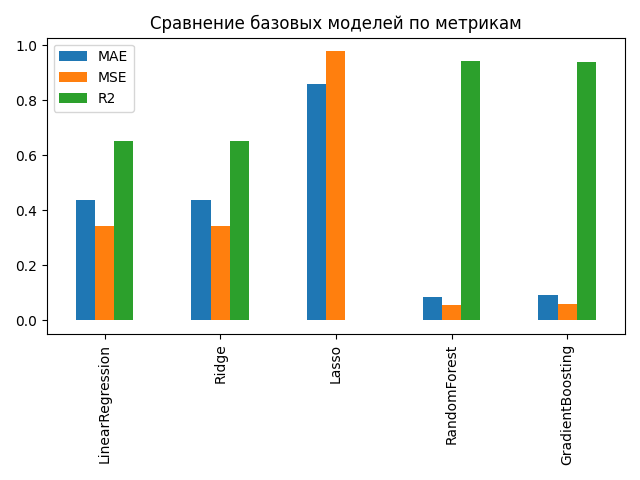 Сравнение базовых моделей по метрикам
MAE
MSE
R2
1.0
0.8
0.6
0.4
0.2
0.0
LinearRegression
Ridge
Lasso
RandomForest
GradientBoosting